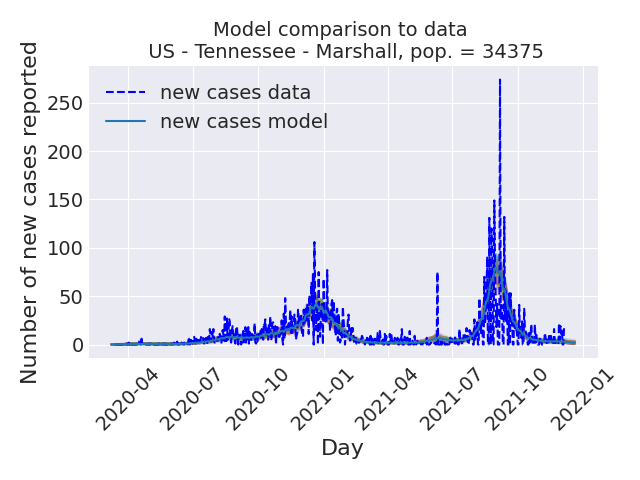 Model comparison to data
US - Tennessee - Marshall, pop. = 34375
Number of new cases reported
250
200
150
100
50
0
new cases data
new cases model
2020-04
2020-07
2020-10
2021-01
2021-04
2021-07
2021-10
2022-01
Day